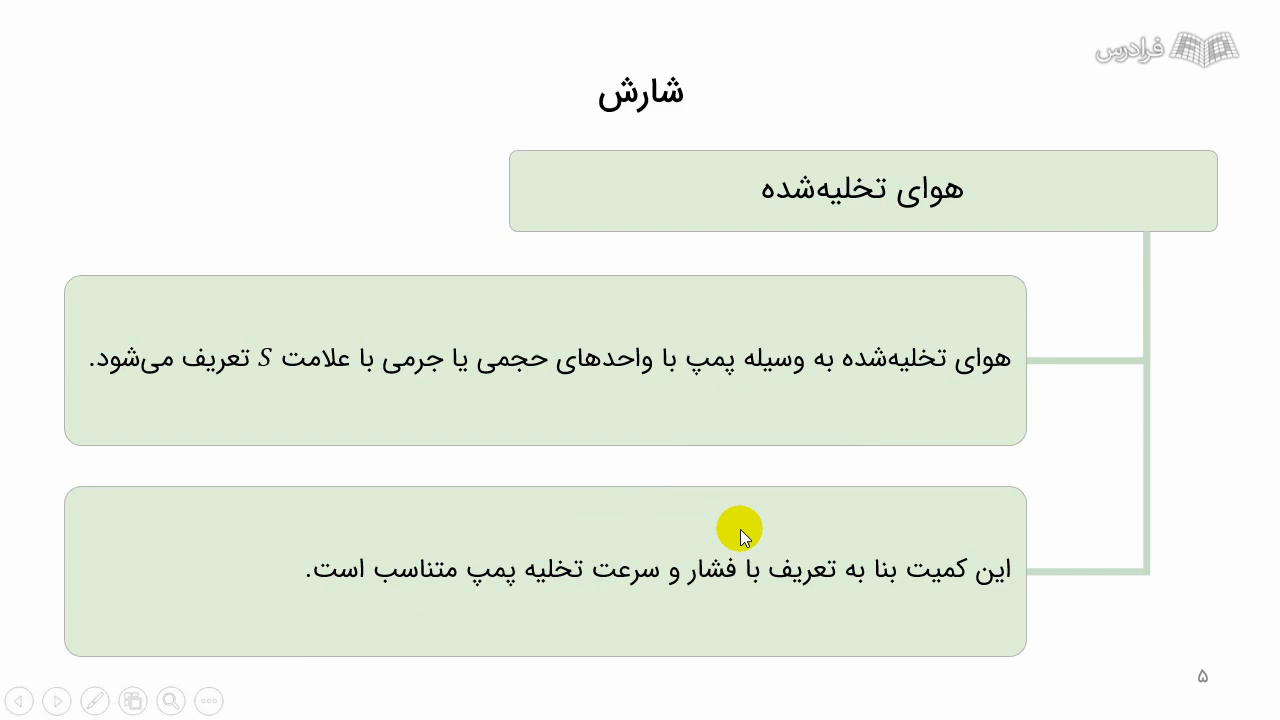 فرادرس
شارش
هوای تخلیه‌شده
هوای تخلیه‌شده به وسیله پمپ با واحدهای حجمی یا جرمی با علامت S تعریف می‌شود.
این کمیت بنا به تعریف با فشار و سرعت تخلیه پمپ متناسب است.
۵